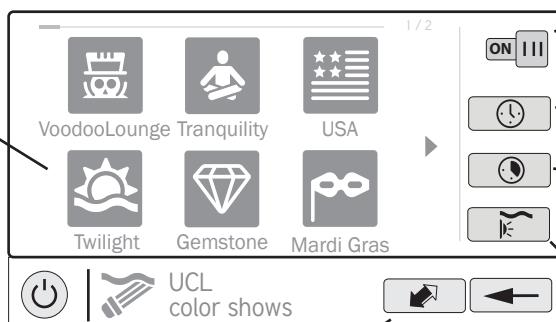 1 / 2
ON
VoodooLounge Tranquility USA
Twilight Gemstone Mardi Gras
UCL
color shows